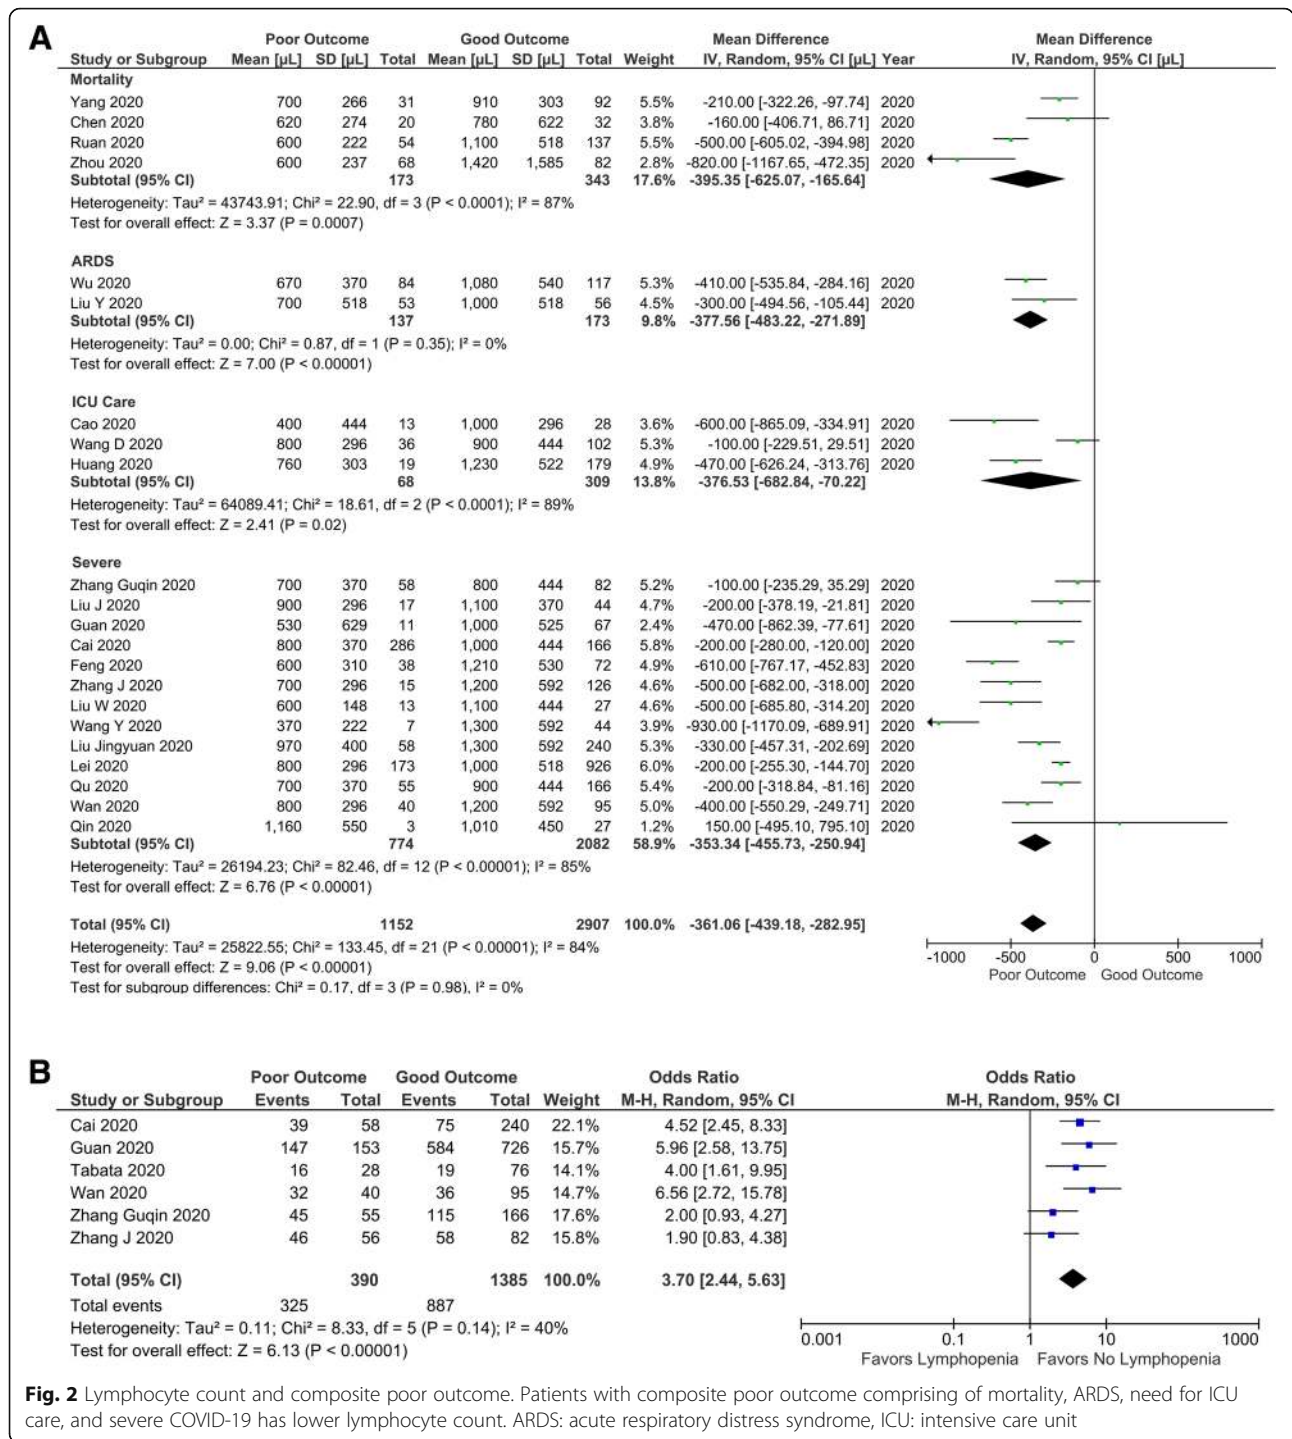 A
Poor Outcome Good Outcome Mean Difference Mean Difference
Study or Subgroup Mean [µL] SD [µL] Total Mean [µL] SD [µL] Total Weight IV, Random, 95% CI [µL] Year IV, Random, 95% CI [µL]
Mortality
Yang 2020 700 266 31 910 303 92 5.5% -210.00 [-322.26, -97.74] 2020
Chen 2020 620 274 20 780 622 32 3.8% -160.00 [-406.71, 86.71] 2020
Ruan 2020 600 222 54 1,100 518 137 5.5% -500.00 [-605.02, -394.98] 2020
Zhou 2020 600 237 68 1,420 1,585 82 2.8% -820.00 [-1167.65, -472.35] 2020
Subtotal (95% CI) 173 343 17.6% -395.35 [-625.07, -165.64]
Heterogeneity: Tau² = 43743.91; Chi² = 22.90, df = 3 (P < 0.0001); I² = 87%
Test for overall effect: Z = 3.37 (P = 0.0007)
ARDS
Wu 2020 670 370 84 1,080 540 117 5.3% -410.00 [-535.84, -284.16] 2020
Liu Y 2020 700 518 53 1,000 518 56 4.5% -300.00 [-494.56, -105.44] 2020
Subtotal (95% CI) 137 173 9.8% -377.56 [-483.22, -271.89]
Heterogeneity: Tau² = 0.00; Chi² = 0.87, df = 1 (P = 0.35); I² = 0%
Test for overall effect: Z = 7.00 (P < 0.00001)
ICU Care
Cao 2020 400 444 13 1,000 296 28 3.6% -600.00 [-865.09, -334.91] 2020
Wang D 2020 800 296 36 900 444 102 5.3% -100.00 [-229.51, 29.51] 2020
Huang 2020 760 303 19 1,230 522 179 4.9% -470.00 [-626.24, -313.76] 2020
Subtotal (95% CI) 68 309 13.8% -376.53 [-682.84, -70.22]
Heterogeneity: Tau² = 64089.41; Chi² = 18.61, df = 2 (P < 0.0001); I² = 89%
Test for overall effect: Z = 2.41 (P = 0.02)
Severe
Zhang Guqin 2020 700 370 58 800 444 82 5.2% -100.00 [-235.29, 35.29] 2020
Liu J 2020 900 296 17 1,100 370 44 4.7% -200.00 [-378.19, -21.81] 2020
Guan 2020 530 629 11 1,000 525 67 2.4% -470.00 [-862.39, -77.61] 2020
Cai 2020 800 370 286 1,000 444 166 5.8% -200.00 [-280.00, -120.00] 2020
Feng 2020 600 310 38 1,210 530 72 4.9% -610.00 [-767.17, -452.83] 2020
Zhang J 2020 700 296 15 1,200 592 126 4.6% -500.00 [-682.00, -318.00] 2020
Liu W 2020 600 148 13 1,100 444 27 4.6% -500.00 [-685.80, -314.20] 2020
Wang Y 2020 370 222 7 1,300 592 44 3.9% -930.00 [-1170.09, -689.91] 2020
Liu Jingyuan 2020 970 400 58 1,300 592 240 5.3% -330.00 [-457.31, -202.69] 2020
Lei 2020 800 296 173 1,000 518 926 6.0% -200.00 [-255.30, -144.70] 2020
Qu 2020 700 370 55 900 444 166 5.4% -200.00 [-318.84, -81.16] 2020
Wan 2020 800 296 40 1,200 592 95 5.0% -400.00 [-550.29, -249.71] 2020
Qin 2020 1,160 550 3 1,010 450 27 1.2% 150.00 [-495.10, 795.10] 2020
Subtotal (95% CI) 774 2082 58.9% -353.34 [-455.73, -250.94]
Heterogeneity: Tau² = 26194.23; Chi² = 82.46, df = 12 (P < 0.00001); I² = 85%
Test for overall effect: Z = 6.76 (P < 0.00001)
Total (95% CI) 1152 2907 100.0% -361.06 [-439.18, -282.95]
Heterogeneity: Tau² = 25822.55; Chi² = 133.45, df = 21 (P < 0.00001); I² = 84%
Test for overall effect: Z = 9.06 (P < 0.00001)
Test for subgroup differences: Chi² = 0.17, df = 3 (P = 0.98), I² = 0%
-1000 -500 0 500 1000
Poor Outcome Good Outcome
B
Poor Outcome Good Outcome Odds Ratio Odds Ratio
Study or Subgroup Events Total Events Total Weight M-H, Random, 95% CI M-H, Random, 95% CI
Cai 2020 39 58 75 240 22.1% 4.52 [2.45, 8.33]
Guan 2020 147 153 584 726 15.7% 5.96 [2.58, 13.75]
Tabata 2020 16 28 19 76 14.1% 4.00 [1.61, 9.95]
Wan 2020 32 40 36 95 14.7% 6.56 [2.72, 15.78]
Zhang Guqin 2020 45 55 115 166 17.6% 2.00 [0.93, 4.27]
Zhang J 2020 46 56 58 82 15.8% 1.90 [0.83, 4.38]
Total (95% CI) 390 1385 100.0% 3.70 [2.44, 5.63]
Total events 325 887
Heterogeneity: Tau² = 0.11; Chi² = 8.33, df = 5 (P = 0.14); I² = 40%
Test for overall effect: Z = 6.13 (P < 0.00001)
0.001 0.1 1 10 1000
Favors Lymphopenia Favors No Lymphopenia
Fig. 2 Lymphocyte count and composite poor outcome. Patients with composite poor outcome comprising of mortality, ARDS, need for ICU
care, and severe COVID-19 has lower lymphocyte count. ARDS: acute respiratory distress syndrome, ICU: intensive care unit